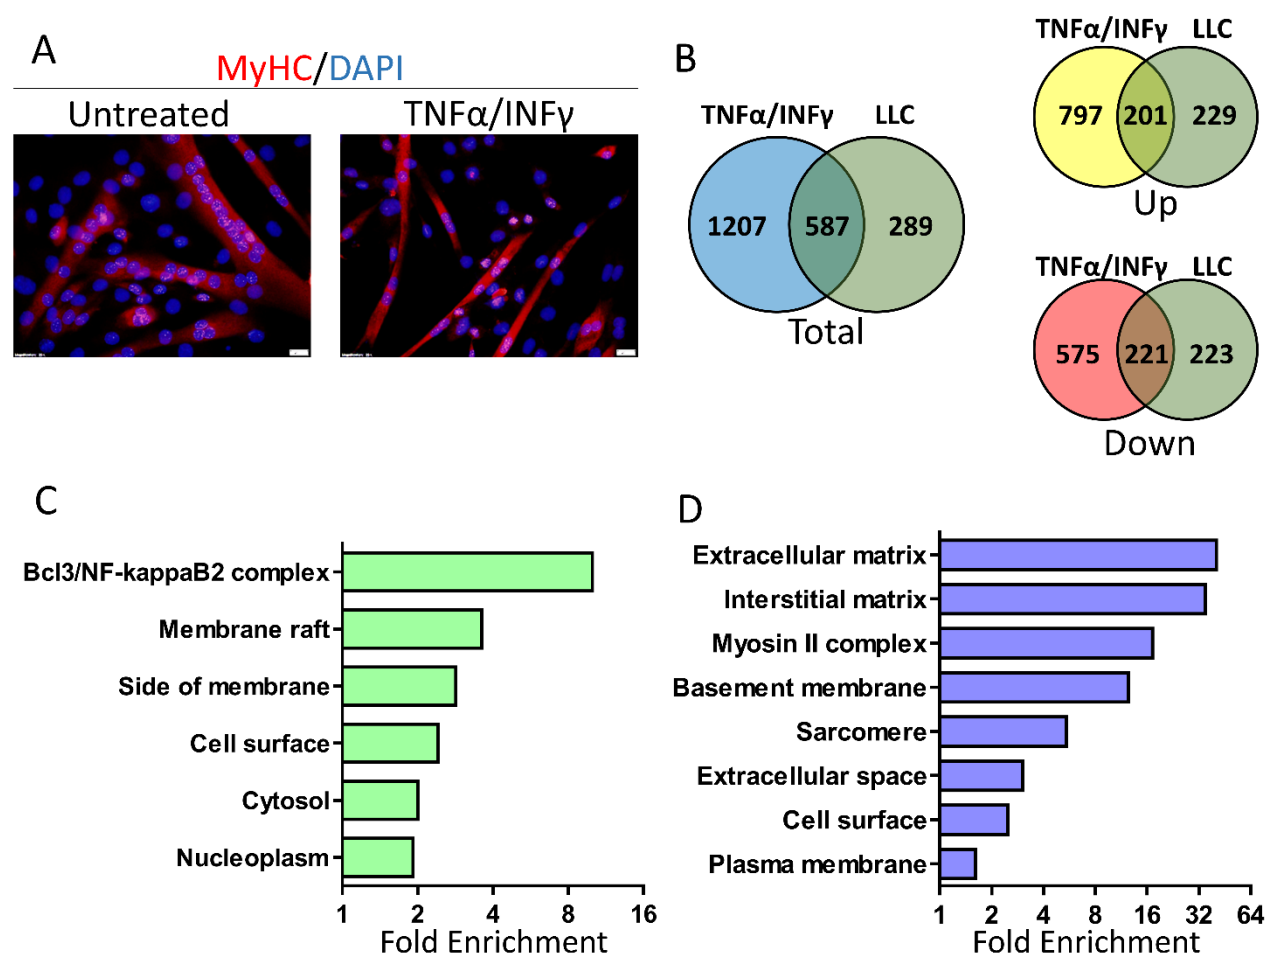 A
MyHC/DAPI
Untreated
TNFα/INFγ
B
TNFα/INFγ LLC
1207 587 289
Total
TNFα/INFγ LLC
797 201 229
Up
TNFα/INFγ LLC
575 221 223
Down
C
Bcl3/NF-kappaB2 complex
Membrane raft
Side of membrane
Cell surface
Cytosol
Nucleoplasm
1 2 4 8 16
Fold Enrichment
D
Extracellular matrix
Interstitial matrix
Myosin II complex
Basement membrane
Sarcomere
Extracellular space
Cell surface
Plasma membrane
1 2 4 8 16 32 64
Fold Enrichment